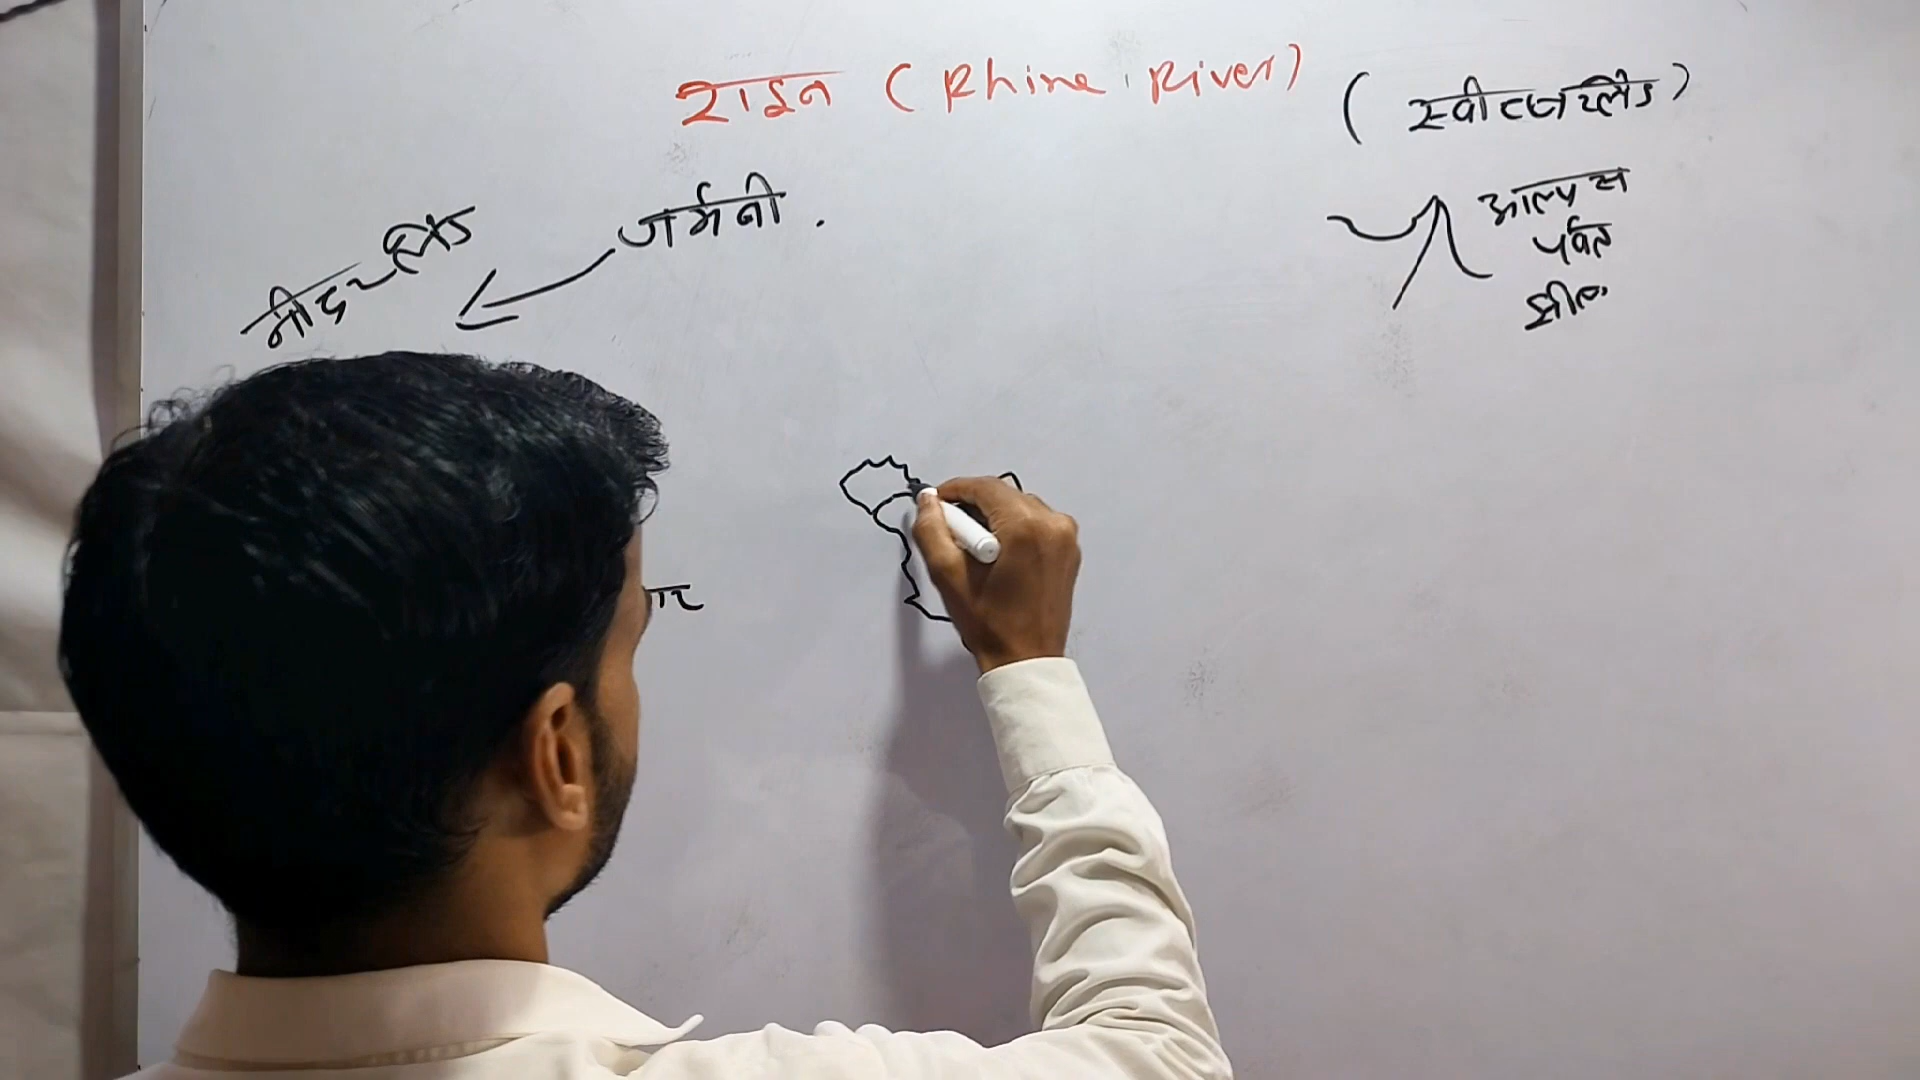 राइन (Rhine River)
(स्वीटजरलैंड)
आल्पस
पर्वत
झील
जर्मनी.
नीदरलैंड